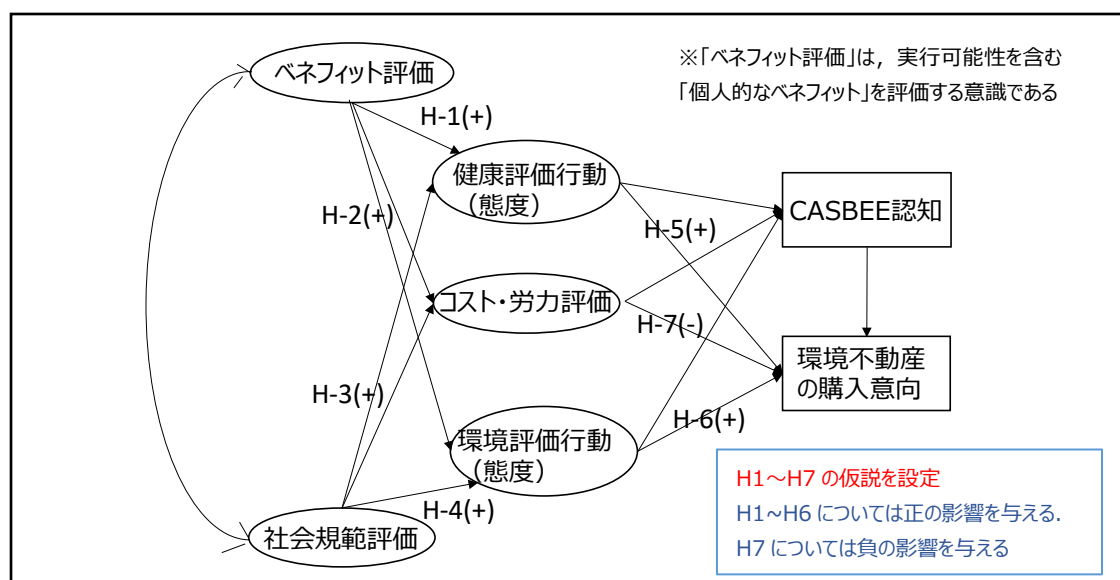 ベネフィット評価
※「ベネフィット評価」は，実行可能性を含む
「個人的なベネフィット」を評価する意識である
H-1(+)
健康評価行動
（態度）
H-2(+)
CASBEE認知
H-5(+)
コスト・労力評価
H-7(-)
環境不動産
の購入意向
H-3(+)
H-6(+)
環境評価行動
（態度）
H-4(+)
社会規範評価
H1～H7 の仮説を設定
H1~H6 については正の影響を与える.
H7 については負の影響を与える